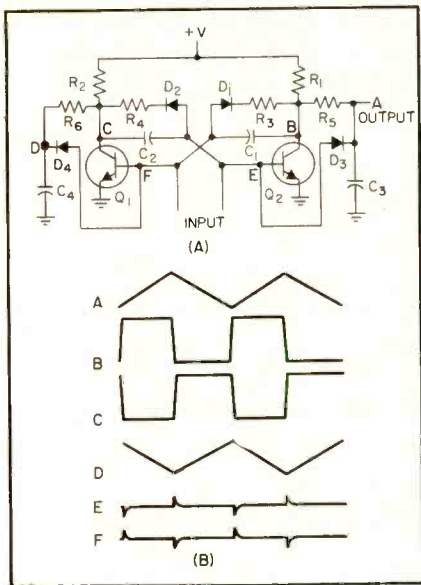 +V
R2 R1
R6 R4 D2 D1 R3 R5 A
OUTPUT
C B
D D4 C2 F C1 E D3
C4 Q1 Q2 C3
INPUT
(A)
A
B
C
D
E
F
(B)